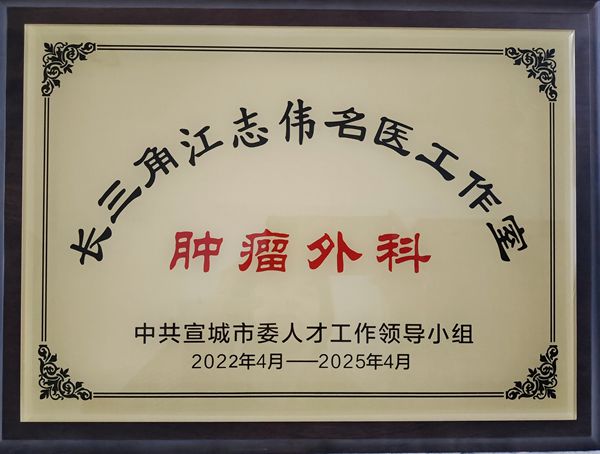 长三角江志伟名医工作室
肿瘤外科
中共宣城市委人才工作领导小组
2022年4月——2025年4月